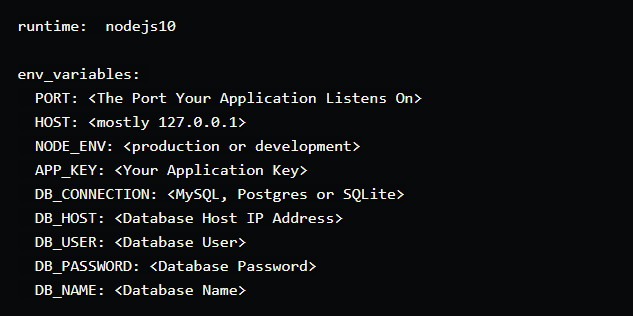 runtime:  nodejs10

env_variables:
  PORT: <The Port Your Application Listens On>
  HOST: <mostly 127.0.0.1>
  NODE_ENV: <production or development>
  APP_KEY: <Your Application Key>
  DB_CONNECTION: <MySQL, Postgres or SQLite>
  DB_HOST: <Database Host IP Address>
  DB_USER: <Database User>
  DB_PASSWORD: <Database Password>
  DB_NAME: <Database Name>